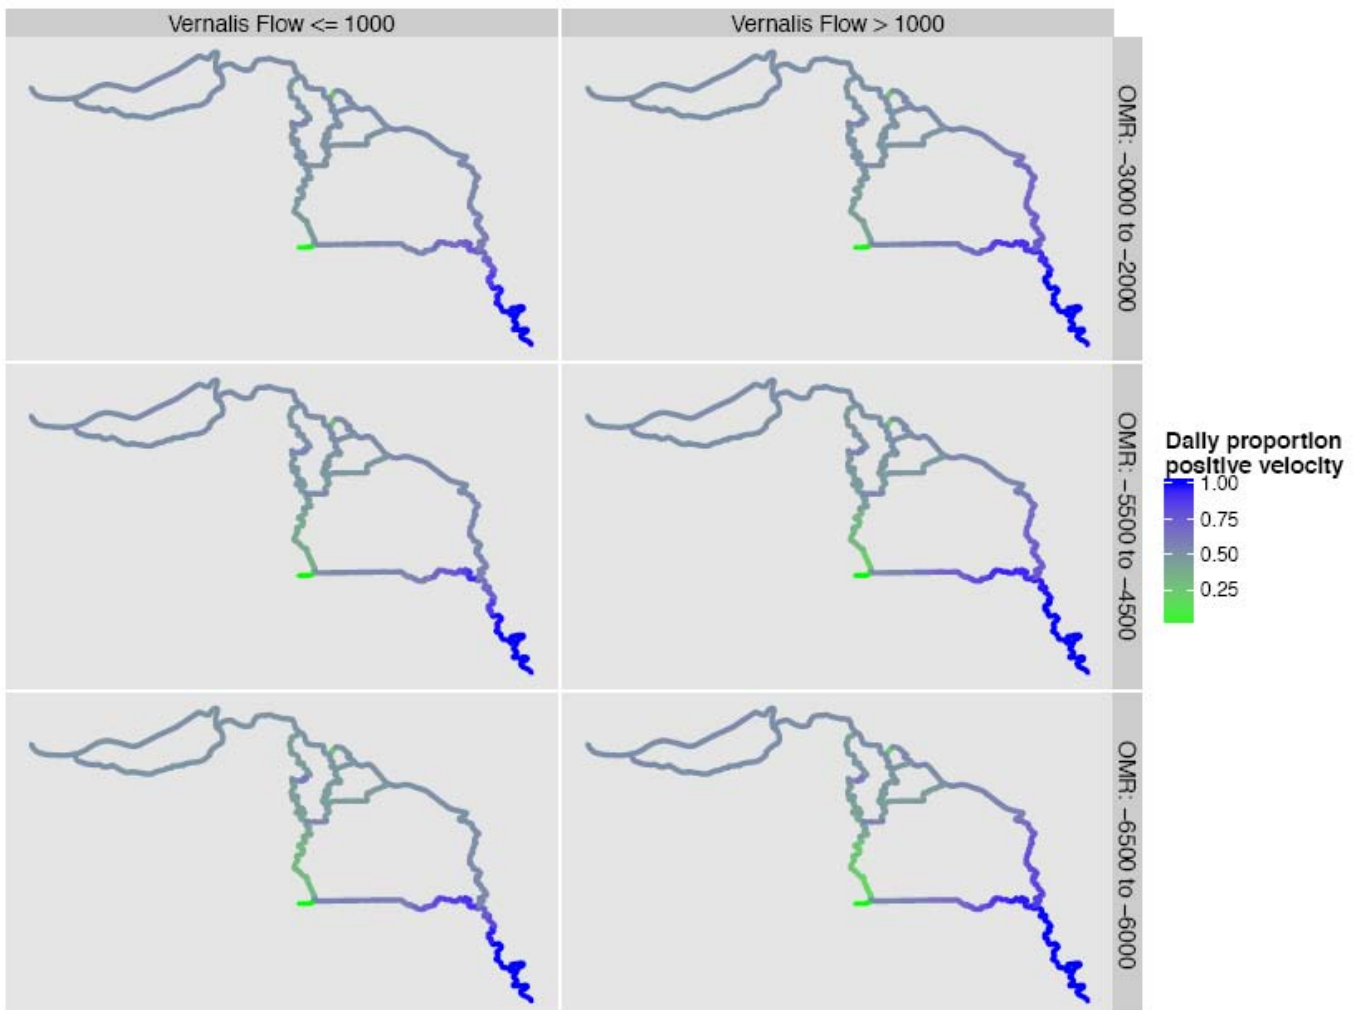 Vernalis Flow <= 1000
Vernalis Flow > 1000
OMR: −3000 to −2000
OMR: −5500 to −4500
OMR: −6500 to −6000
Daily proportion
positive velocity
1.00
0.75
0.50
0.25